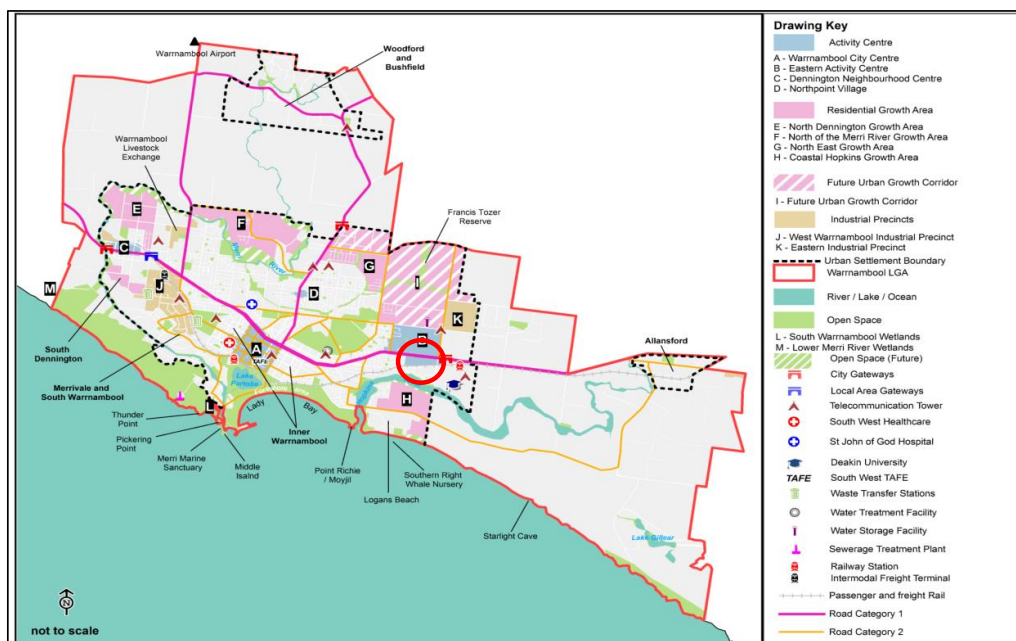 Warrnambool Airport
Woodford
and
Bushfield
Warrnambool
Livestock
Exchange
Francis Tozer
Reserve
E
F
C
G
Merri
River
I
D
M
J
K
A
TAFE
B
H
L
South
Dennington
Merrivale and
South Warrnambool
Lake
Pertobe
Lady Bay
Hopkins
Allansford
Thunder
Point
Pickering
Point
Merri Marine
Sanctuary
Middle
Isalnd
Inner
Warrnambool
Point Richie
/ Moyjil
Logans Beach
Southern Right
Whale Nursery
Starlight Cave
Lake Gillear
N
not to scale
Drawing Key
Activity Centre
A - Warrnambool City Centre
B - Eastern Activity Centre
C - Dennington Neighbourhood Centre
D - Northpoint Village
Residential Growth Area
E - North Dennington Growth Area
F - North of the Merri River Growth Area
G - North East Growth Area
H - Coastal Hopkins Growth Area
Future Urban Growth Corridor
I - Future Urban Growth Corridor
Industrial Precincts
J - West Warrnambool Industrial Precinct
K - Eastern Industrial Precinct
Urban Settlement Boundary
Warrnambool LGA
River / Lake / Ocean
Open Space
L - South Warrnambool Wetlands
M - Lower Merri River Wetlands
Open Space (Future)
City Gateways
Local Area Gateways
Telecommunication Tower
South West Healthcare
St John of God Hospital
Deakin University
TAFE South West TAFE
Waste Transfer Stations
Water Treatment Facility
Water Storage Facility
Sewerage Treatment Plant
Railway Station
Intermodal Freight Terminal
Passenger and freight Rail
Road Category 1
Road Category 2